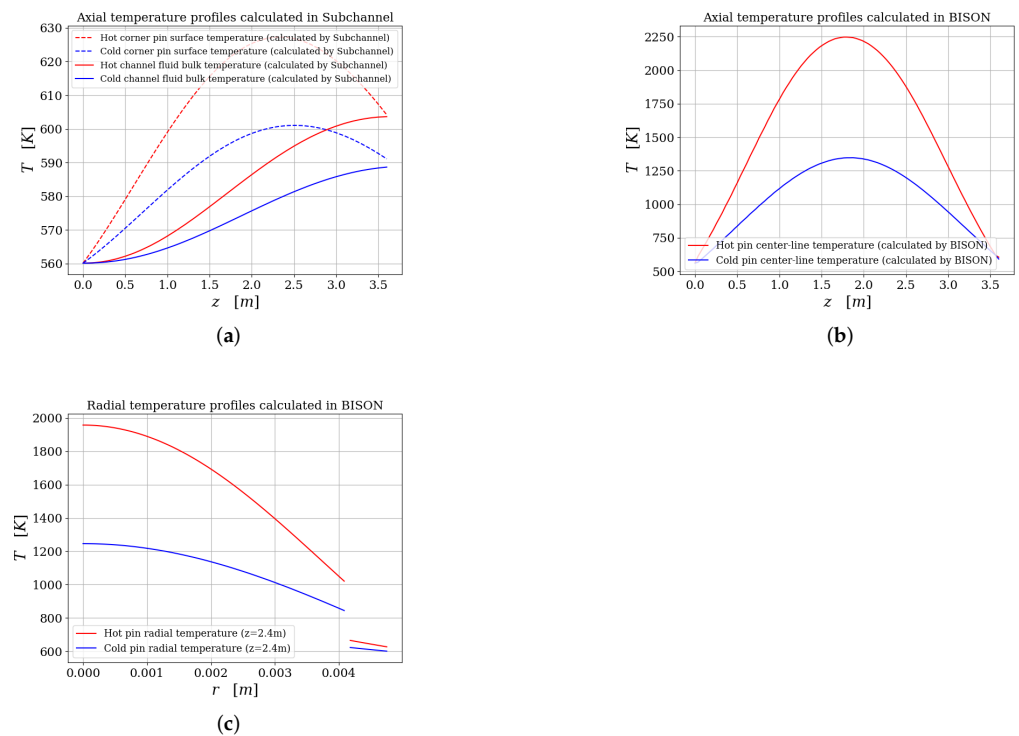 Axial temperature profiles calculated in Subchannel
630
620
610
600
590
580
570
560
T [K]
Hot corner pin surface temperature (calculated by Subchannel)
Cold corner pin surface temperature (calculated by Subchannel)
Hot channel fluid bulk temperature (calculated by Subchannel)
Cold channel fluid bulk temperature (calculated by Subchannel)
0.0 0.5 1.0 1.5 2.0 2.5 3.0 3.5
z [m]
(a)
Axial temperature profiles calculated in BISON
2250
2000
1750
1500
1250
1000
750
500
T [K]
Hot pin center-line temperature (calculated by BISON)
Cold pin center-line temperature (calculated by BISON)
0.0 0.5 1.0 1.5 2.0 2.5 3.0 3.5
z [m]
(b)
Radial temperature profiles calculated in BISON
2000
1800
1600
1400
1200
1000
800
600
T [K]
Hot pin radial temperature (z=2.4m)
Cold pin radial temperature (z=2.4m)
0.000 0.001 0.002 0.003 0.004
r [m]
(c)